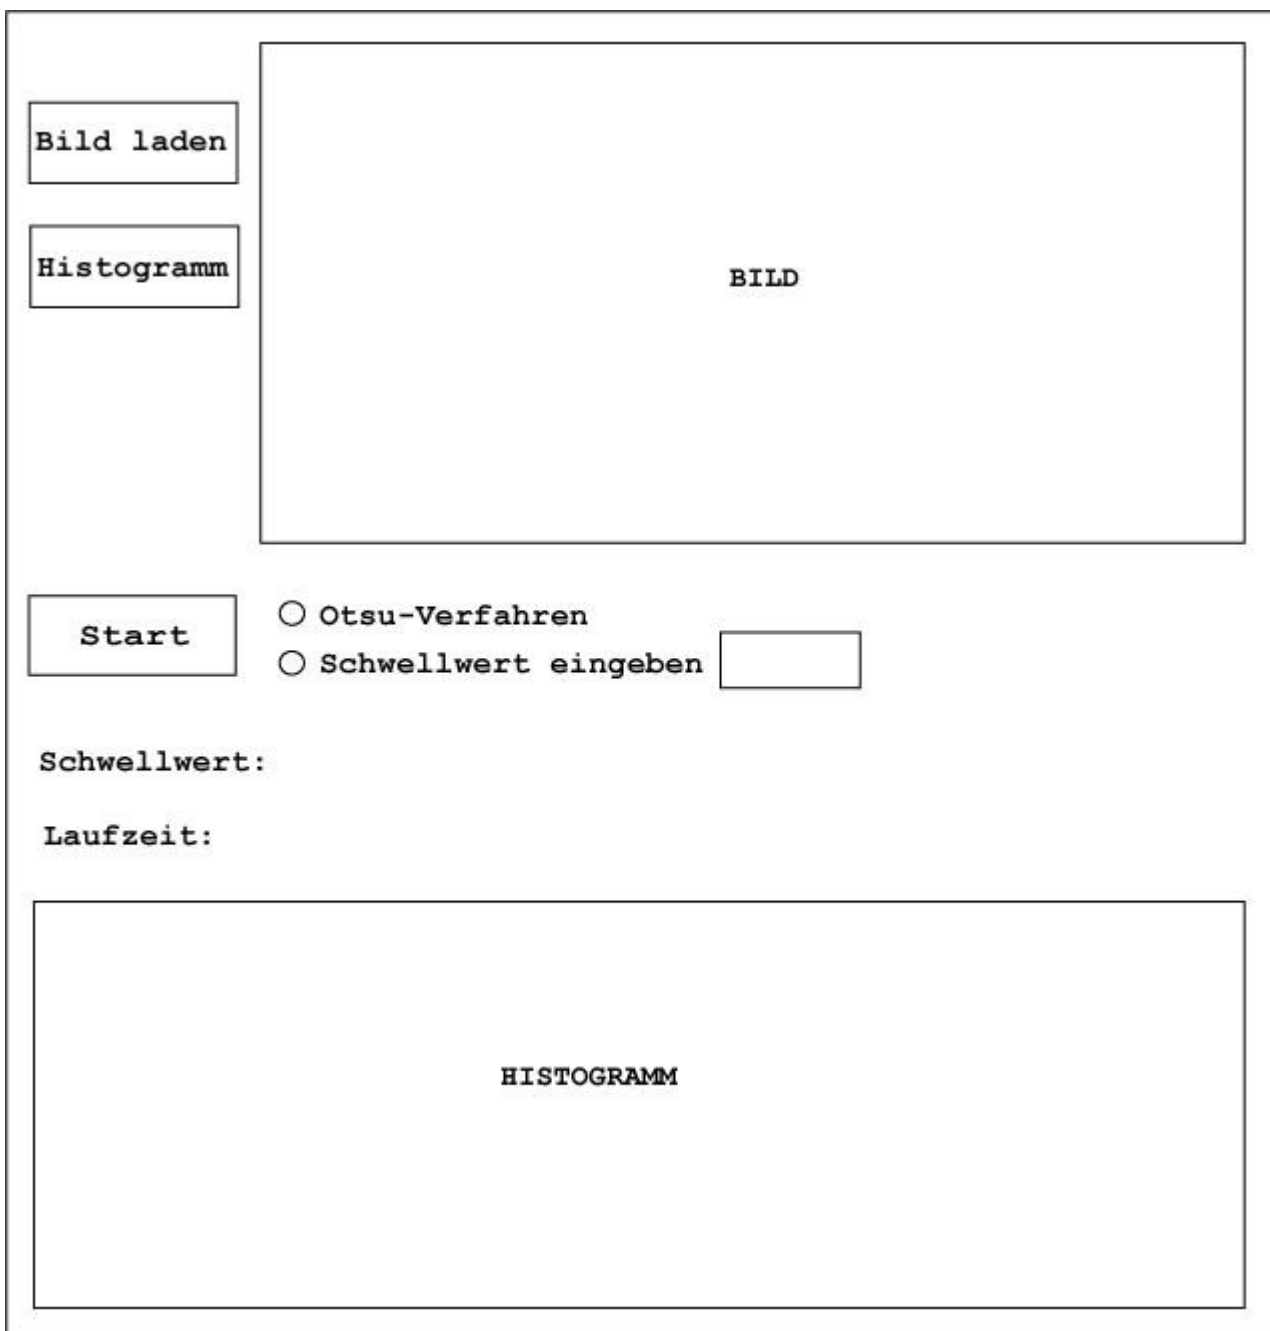 Bild laden
Histogramm
BILD
Start
Otsu-Verfahren
Schwellwert eingeben
Schwellwert:
Laufzeit:
HISTOGRAMM